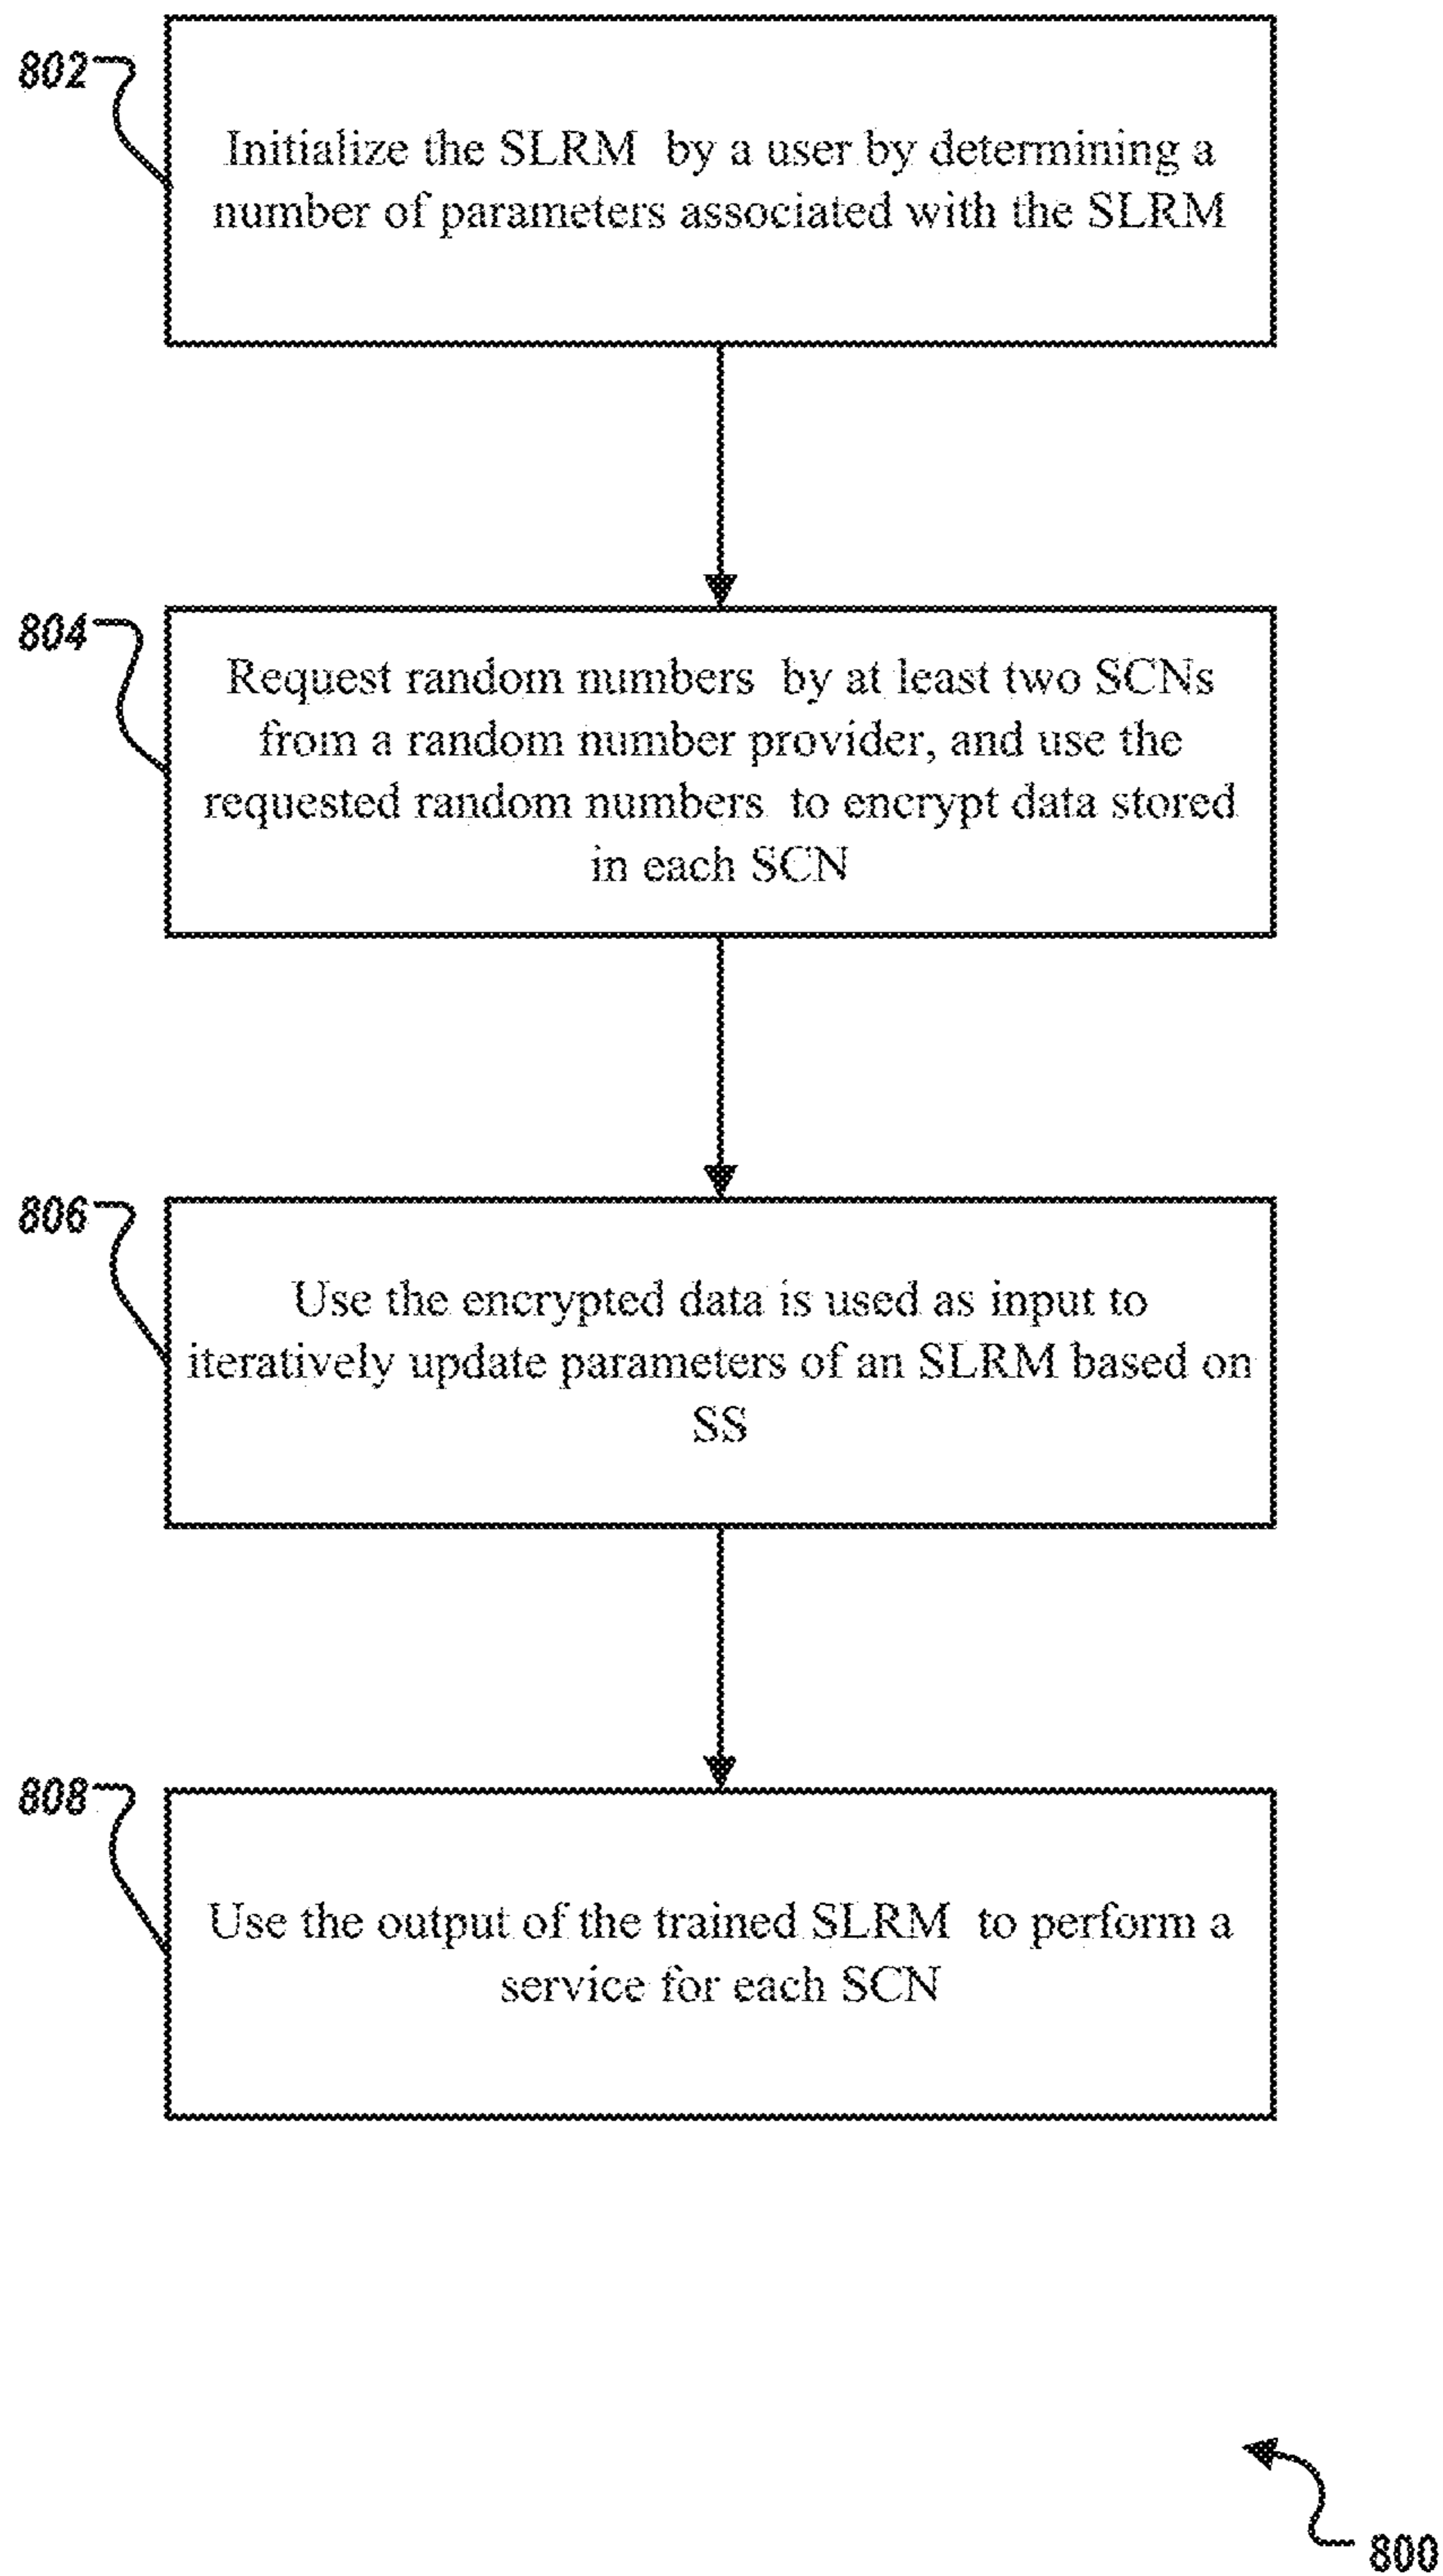 802
Initialize the SLRM by a user by determining a
number of parameters associated with the SLRM
804
Request random numbers by at least two SCNs
from a random number provider, and use the
requested random numbers to encrypt data stored
in each SCN
806
Use the encrypted data is used as input to
iteratively update parameters of an SLRM based on
SS
808
Use the output of the trained SLRM to perform a
service for each SCN
800